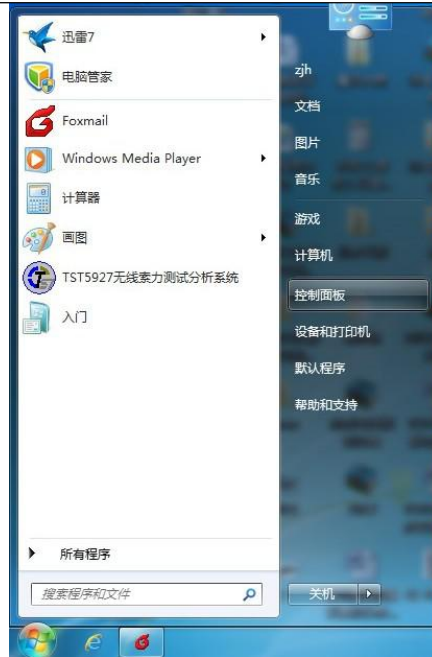 迅雷7
电脑管家
Foxmail
Windows Media Player
计算器
画图
TST5927无线索力测试分析系统
入门
所有程序
搜索程序和文件
zjh
文档
图片
音乐
游戏
计算机
控制面板
设备和打印机
默认程序
帮助和支持
关机